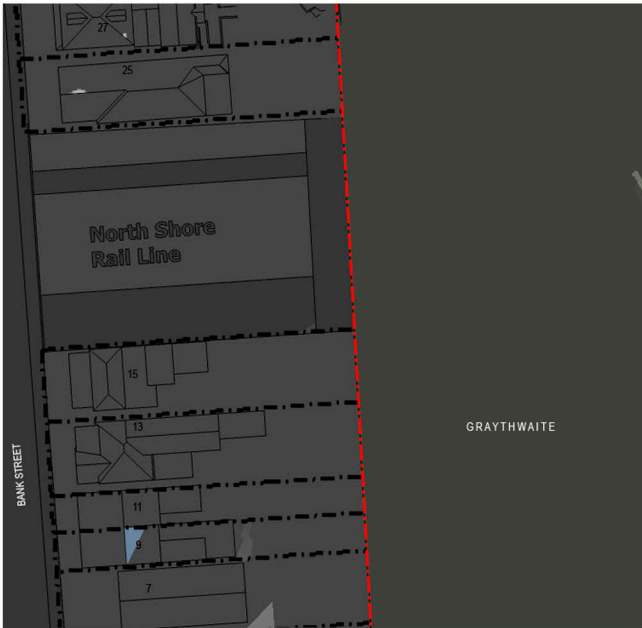 27
25
North Shore
Rail Line
15
13
GRAYTHWAITE
BANK STREET
11
9
7